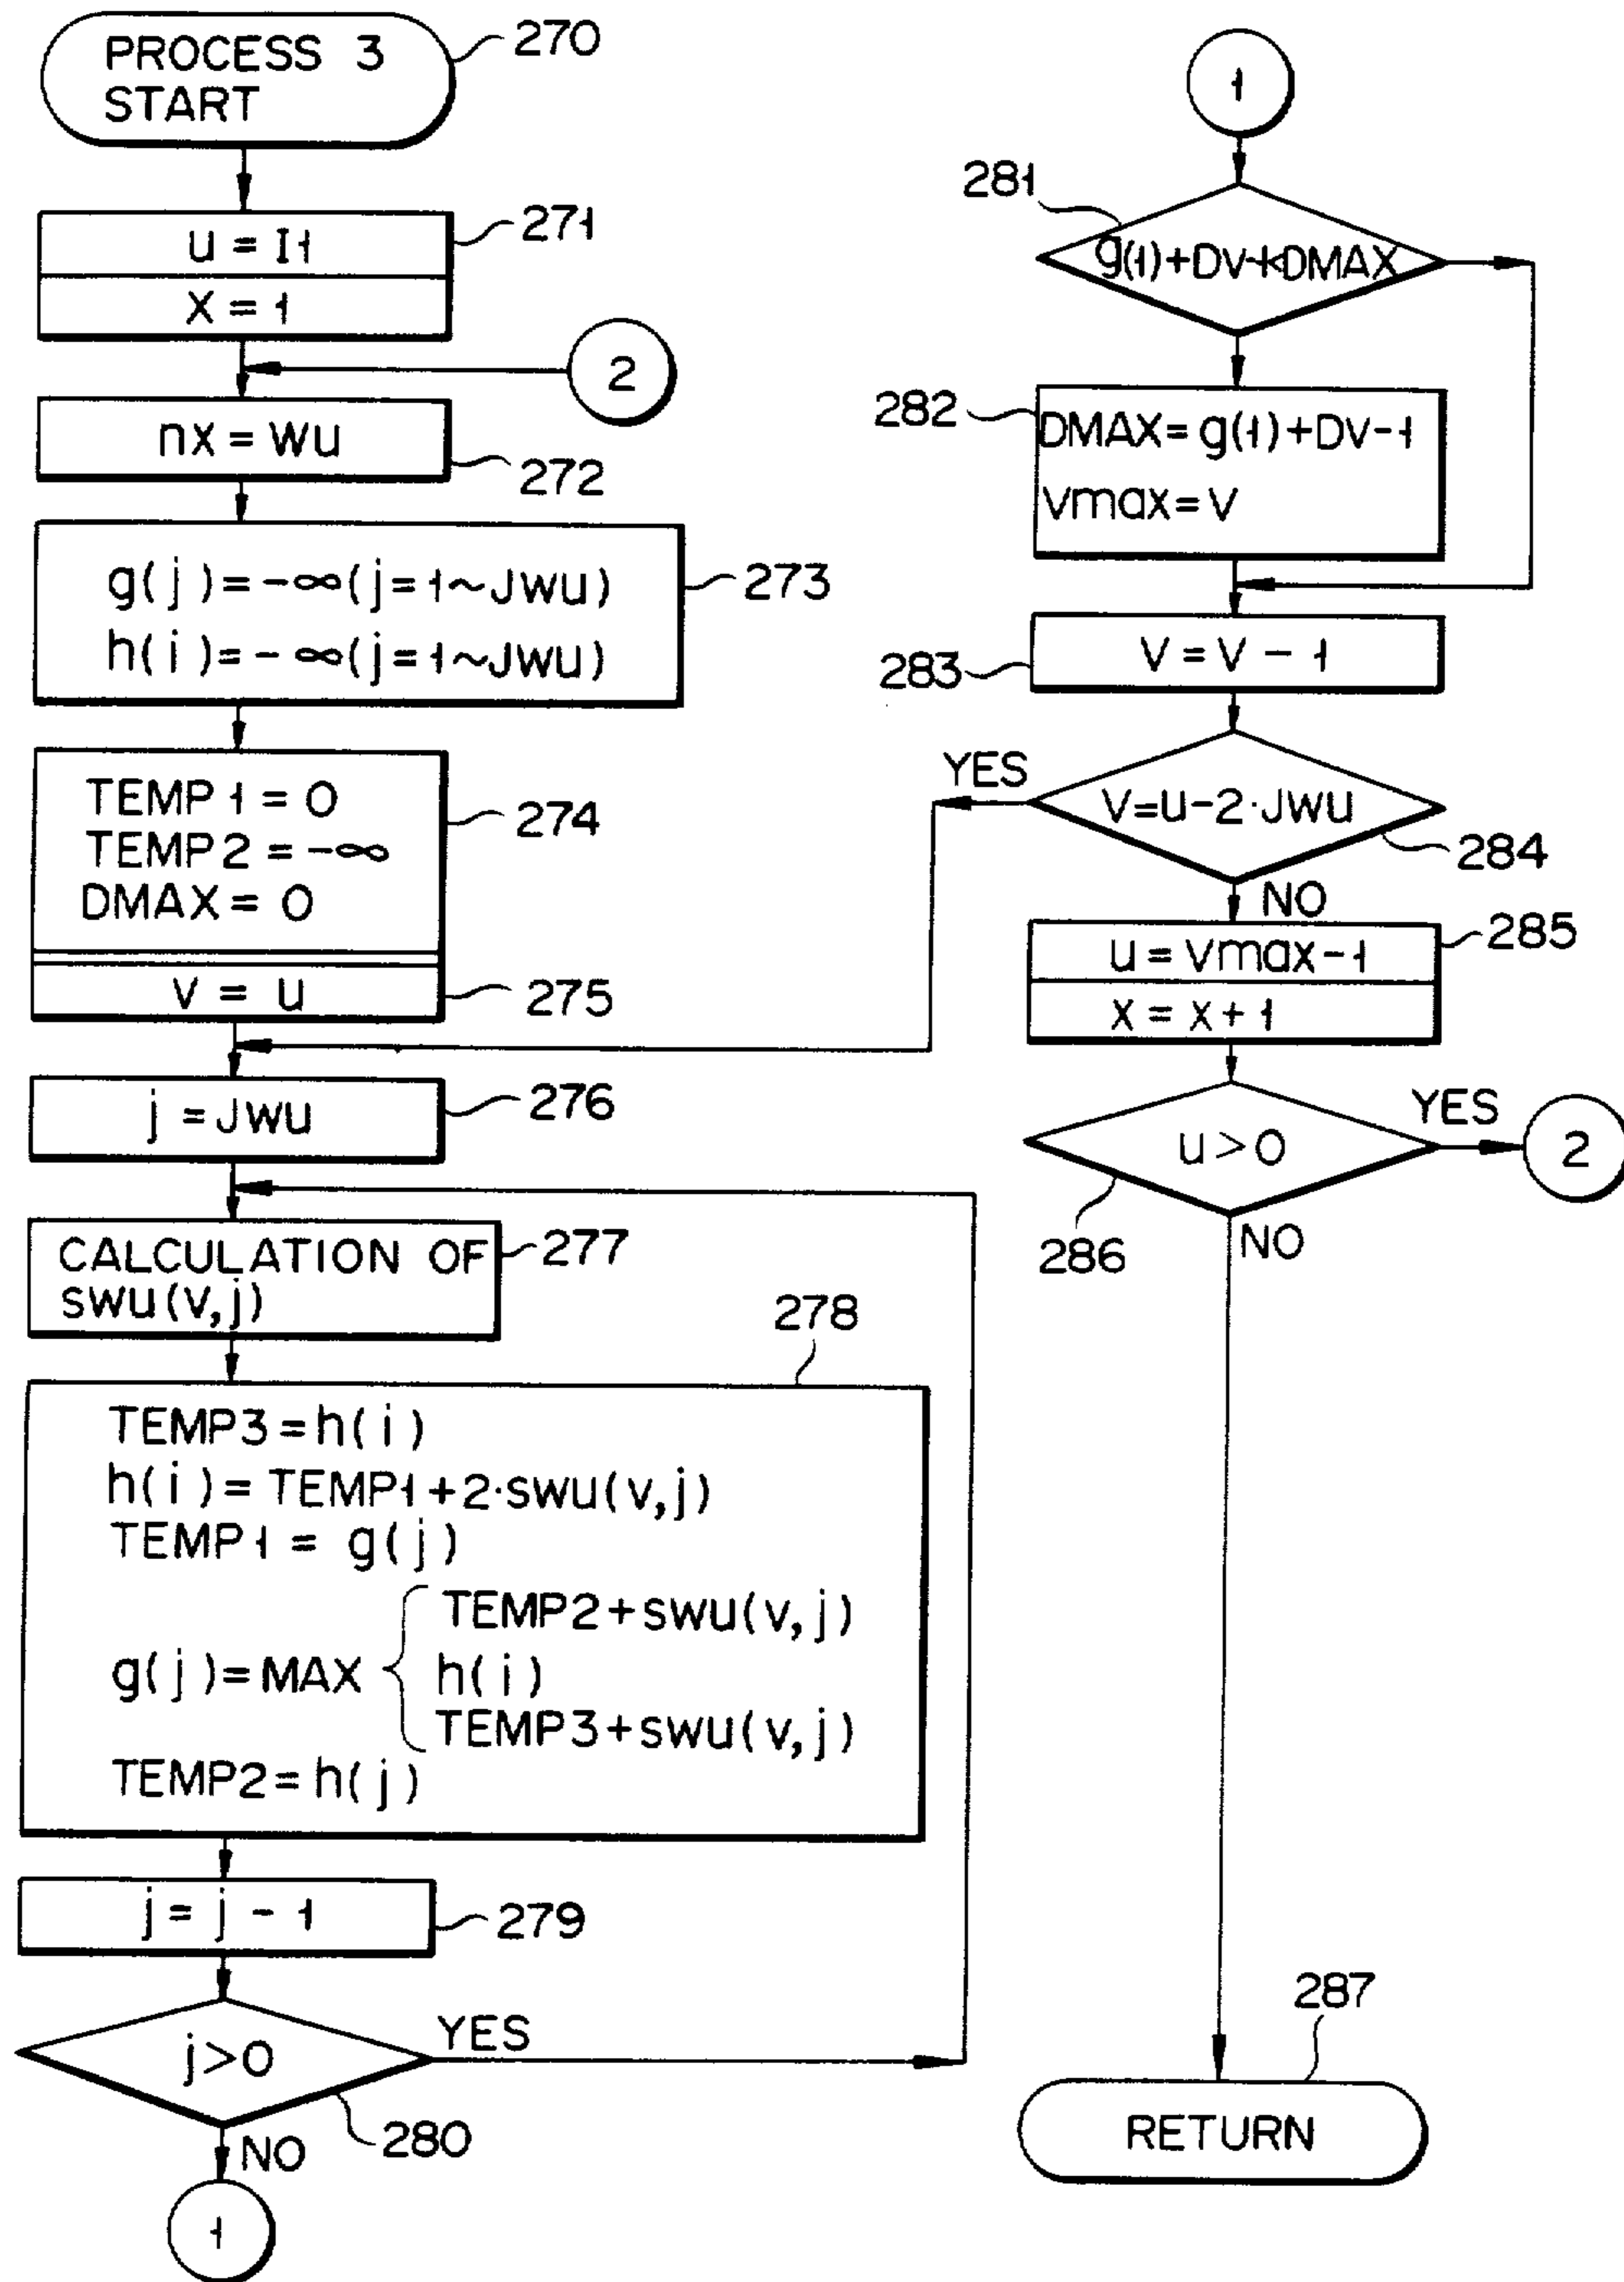 PROCESS 3
START
270
u = I1
271
x = 1
2
nx = wu
272
g(j) = -∞(j = 1~Jwu)
h(i) = -∞(j = 1~Jwu)
273
TEMP 1 = 0
TEMP 2 = -∞
DMAX = 0
274
v = u
275
j = Jwu
276
CALCULATION OF
swu(v,j)
277
278
TEMP3 = h(i)
h(i) = TEMP1 + 2·swu(v,j)
TEMP1 = g(j)
TEMP2 + swu(v,j)
g(j) = MAX { h(i)
TEMP3 + swu(v,j)
TEMP2 = h(j)
j = j - 1
279
j > 0
YES
280
NO
1
1
281
g(1)+Dv-1<DMAX
282
DMAX = g(1)+Dv-1
vmax = v
v = v - 1
283
YES
v=u-2·Jwu
284
NO
u = vmax-1
285
x = x + 1
YES
u > 0
2
286
NO
287
RETURN